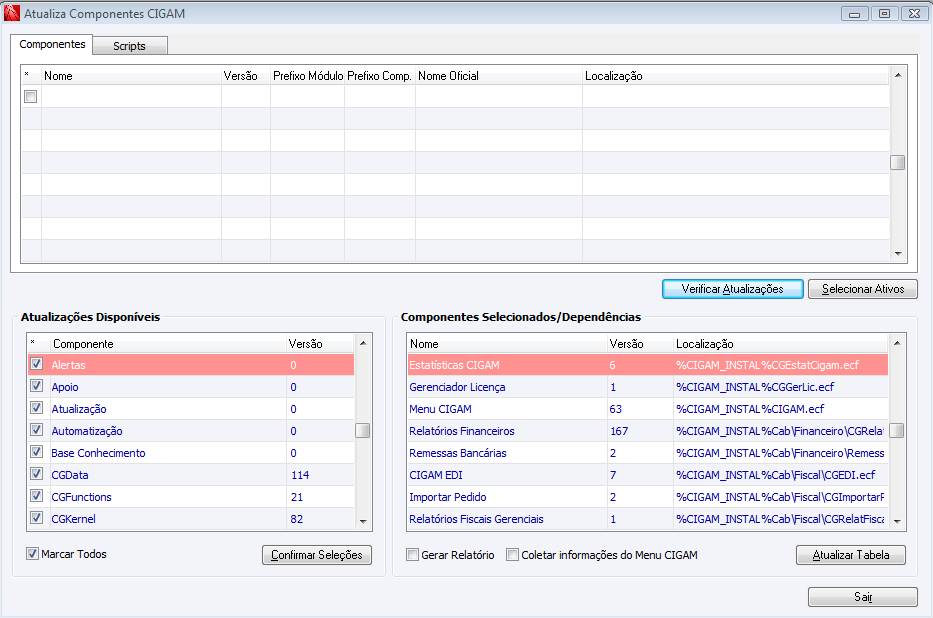 Atualiza Componentes CIGAM
Componentes Scripts
* Nome Versão Prefixo Módulo Prefixo Comp. Nome Oficial Localização
Verificar Atualizações Selecionar Ativos
Atualizações Disponíveis
* Componente Versão
Alertas 0
Apoio 0
Atualização 0
Automatização 0
Base Conhecimento 0
CGData 114
CGFunctions 21
CGKernel 82
Marcar Todos Confirmar Seleções
Componentes Selecionados/Dependências
Nome Versão Localização
Estatísticas CIGAM 6 %CIGAM_INSTAL%CGEstatCigam.ecf
Gerenciador Licença 1 %CIGAM_INSTAL%CGGerLic.ecf
Menu CIGAM 63 %CIGAM_INSTAL%CIGAM.ecf
Relatórios Financeiros 167 %CIGAM_INSTAL%Cab\Financeiro\CGRelat
Remessas Bancárias 2 %CIGAM_INSTAL%Cab\Financeiro\Remess
CIGAM EDI 7 %CIGAM_INSTAL%Cab\Fiscal\CGEDI.ecf
Importar Pedido 2 %CIGAM_INSTAL%Cab\Fiscal\CGImportarP
Relatórios Fiscais Gerenciais 1 %CIGAM_INSTAL%Cab\Fiscal\CGRelatFisca
Gerar Relatório Coletar informações do Menu CIGAM Atualizar Tabela
Sair